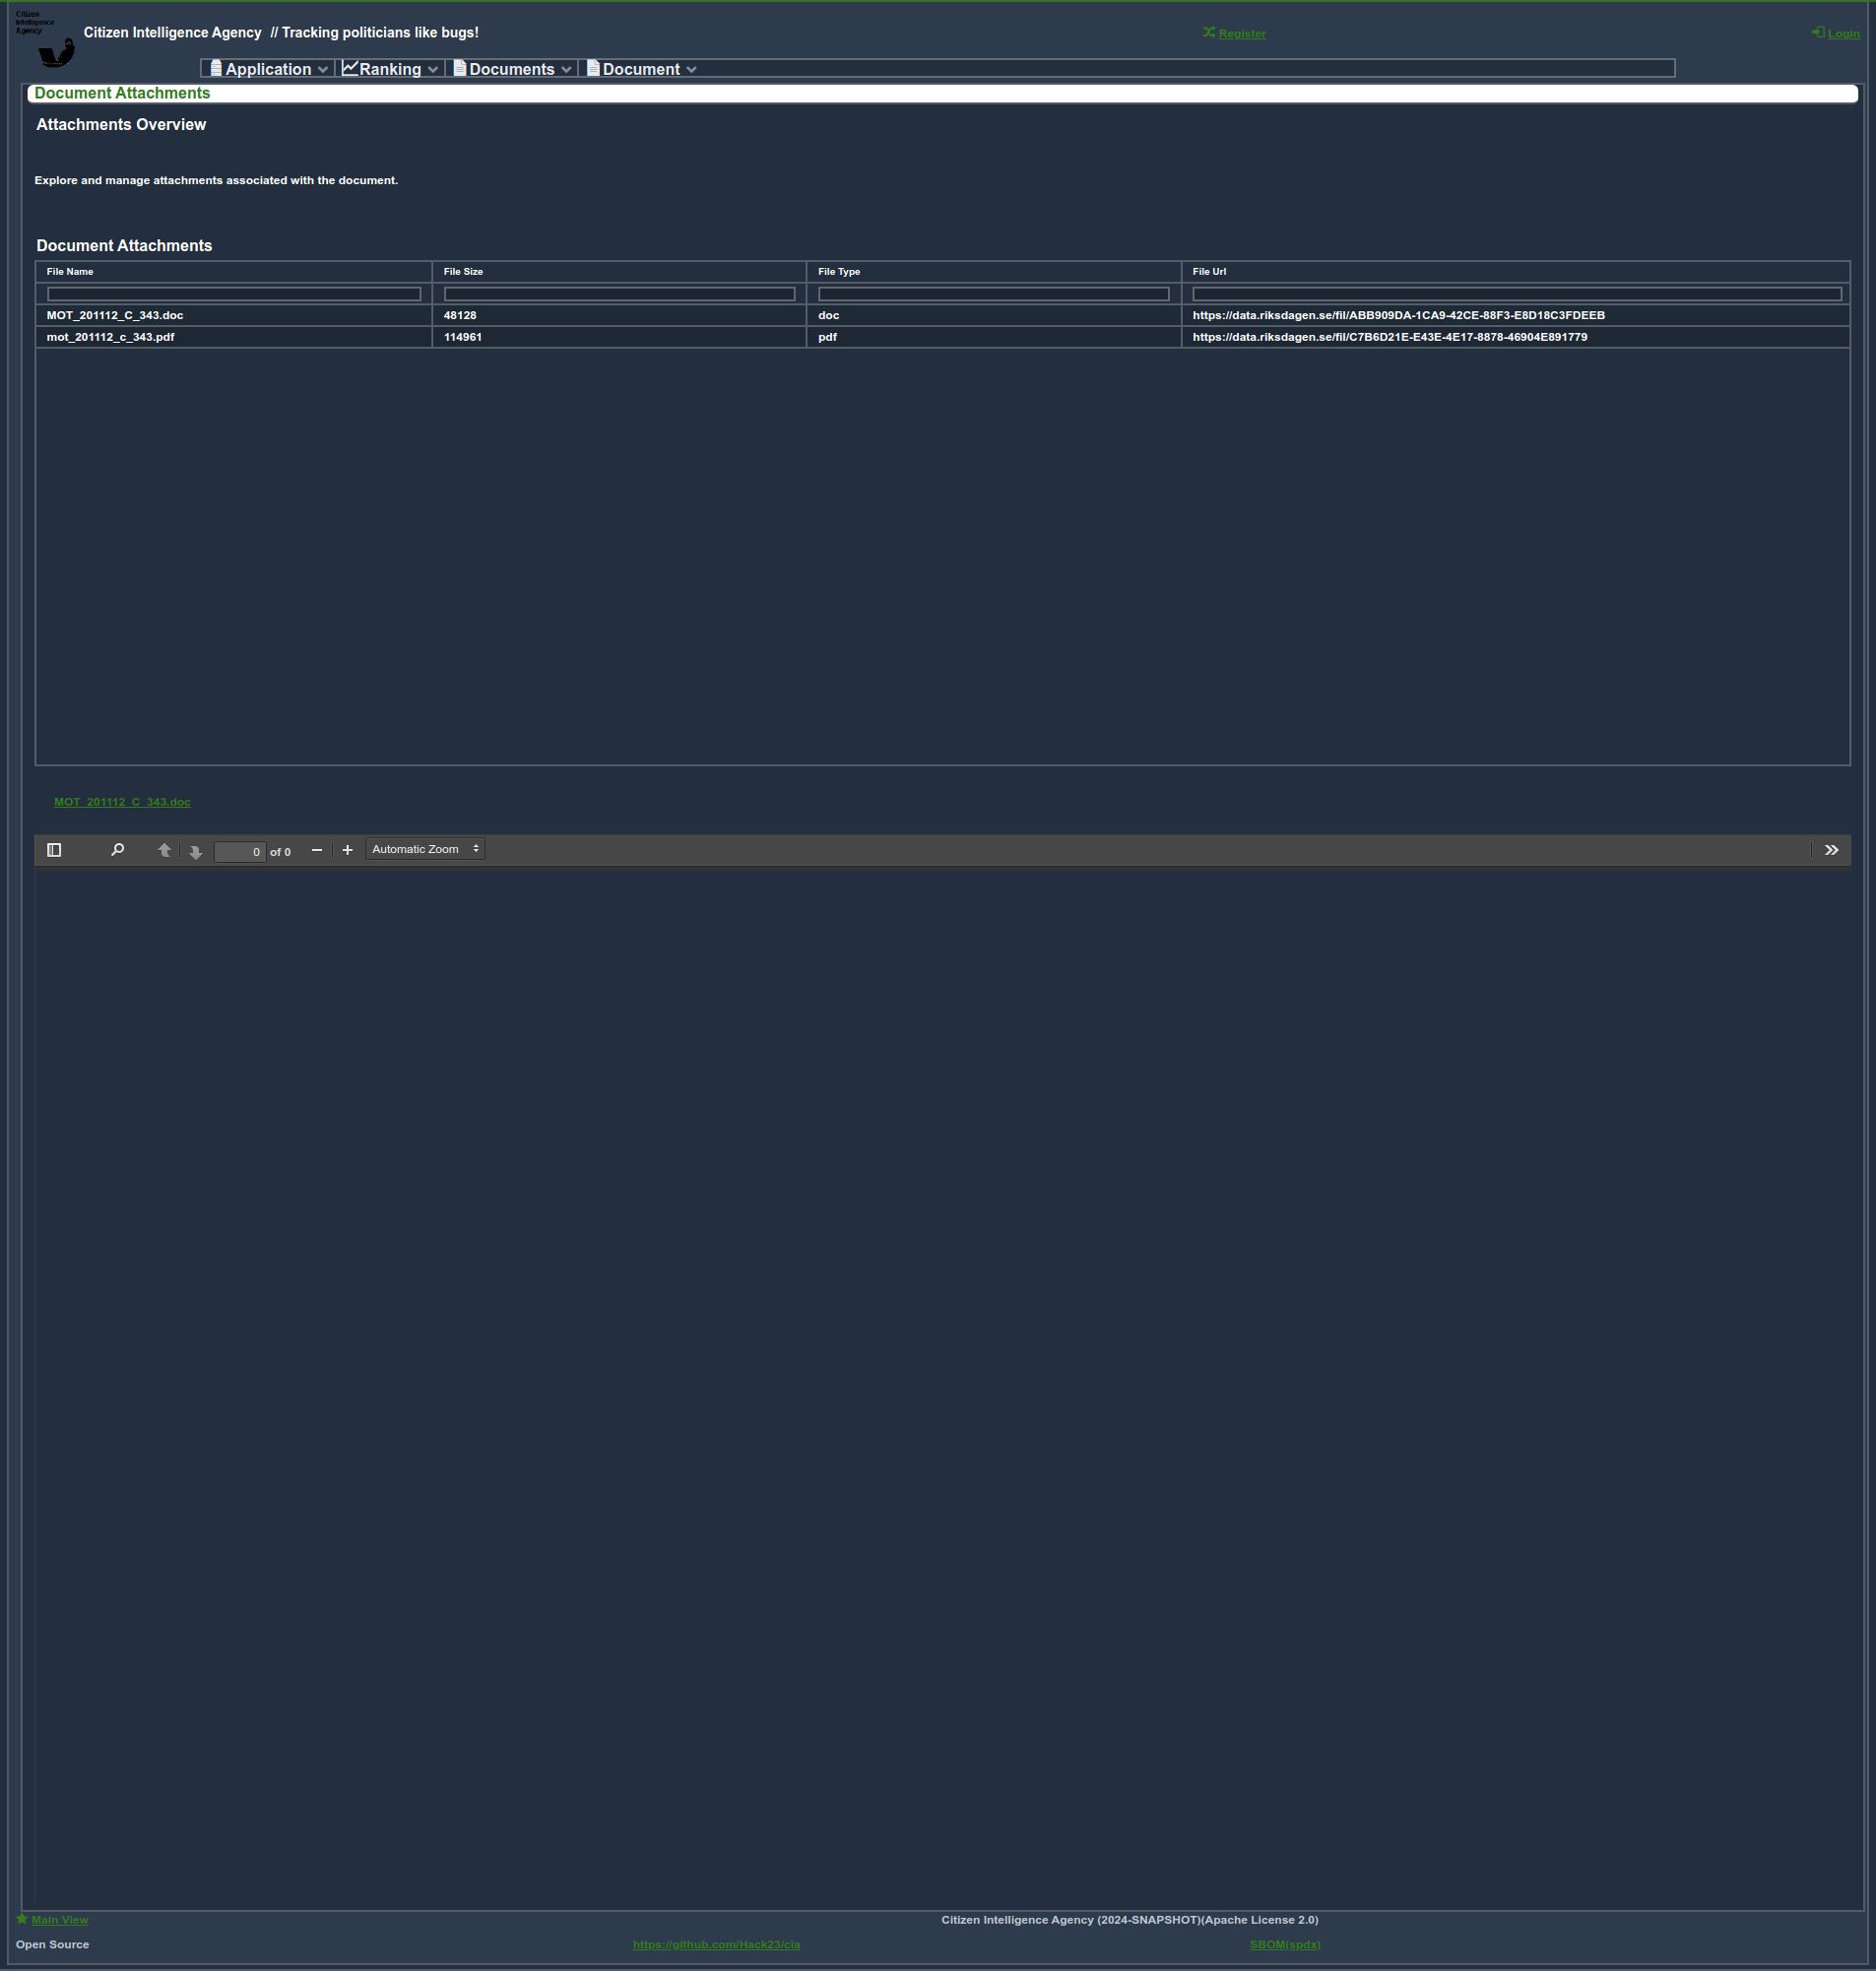 Citizen
Intelligence
Agency
Citizen Intelligence Agency // Tracking politicians like bugs!
Register
Login
Application
Ranking
Documents
Document
Document Attachments
Attachments Overview
Explore and manage attachments associated with the document.
Document Attachments
File Name File Size File Type File Url
MOT_201112_C_343.doc 48128 doc https://data.riksdagen.se/fil/ABB909DA-1CA9-42CE-88F3-E8D18C3FDEEB
mot_201112_c_343.pdf 114961 pdf https://data.riksdagen.se/fil/C7B6D21E-E43E-4E17-8878-46904E891779
MOT_201112_C_343.doc
0 of 0 Automatic Zoom
Main View Citizen Intelligence Agency (2024-SNAPSHOT)(Apache License 2.0)
Open Source https://github.com/Hack23/cia SBOM(spdx)